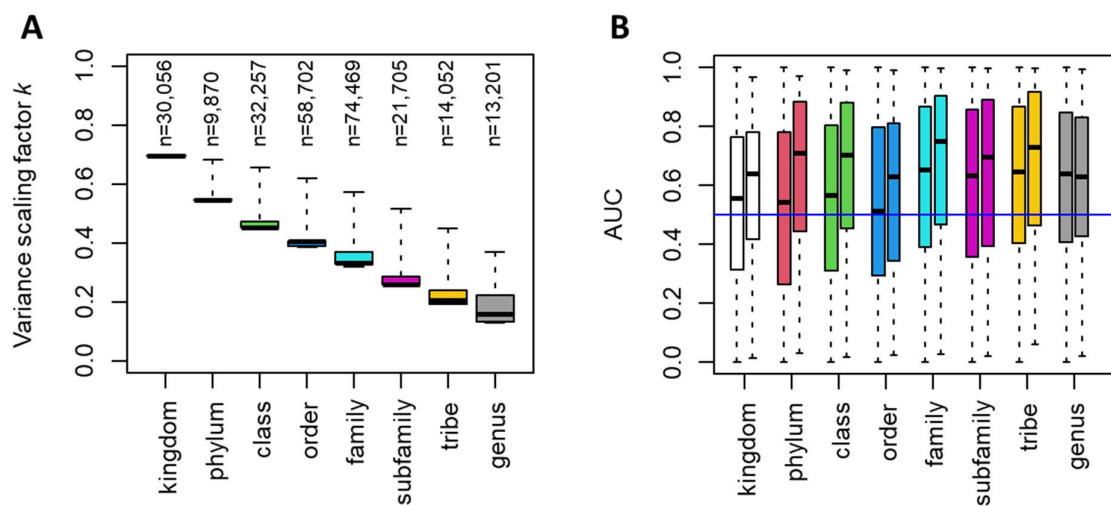 A
Variance scaling factor k
1.0
0.8
0.6
0.4
0.2
0.0
n=30,056
n=9,870
n=32,257
n=58,702
n=74,469
n=21,705
n=14,052
n=13,201
kingdom
phylum
class
order
family
subfamily
tribe
genus
B
AUC
1.0
0.8
0.6
0.4
0.2
0.0
kingdom
phylum
class
order
family
subfamily
tribe
genus